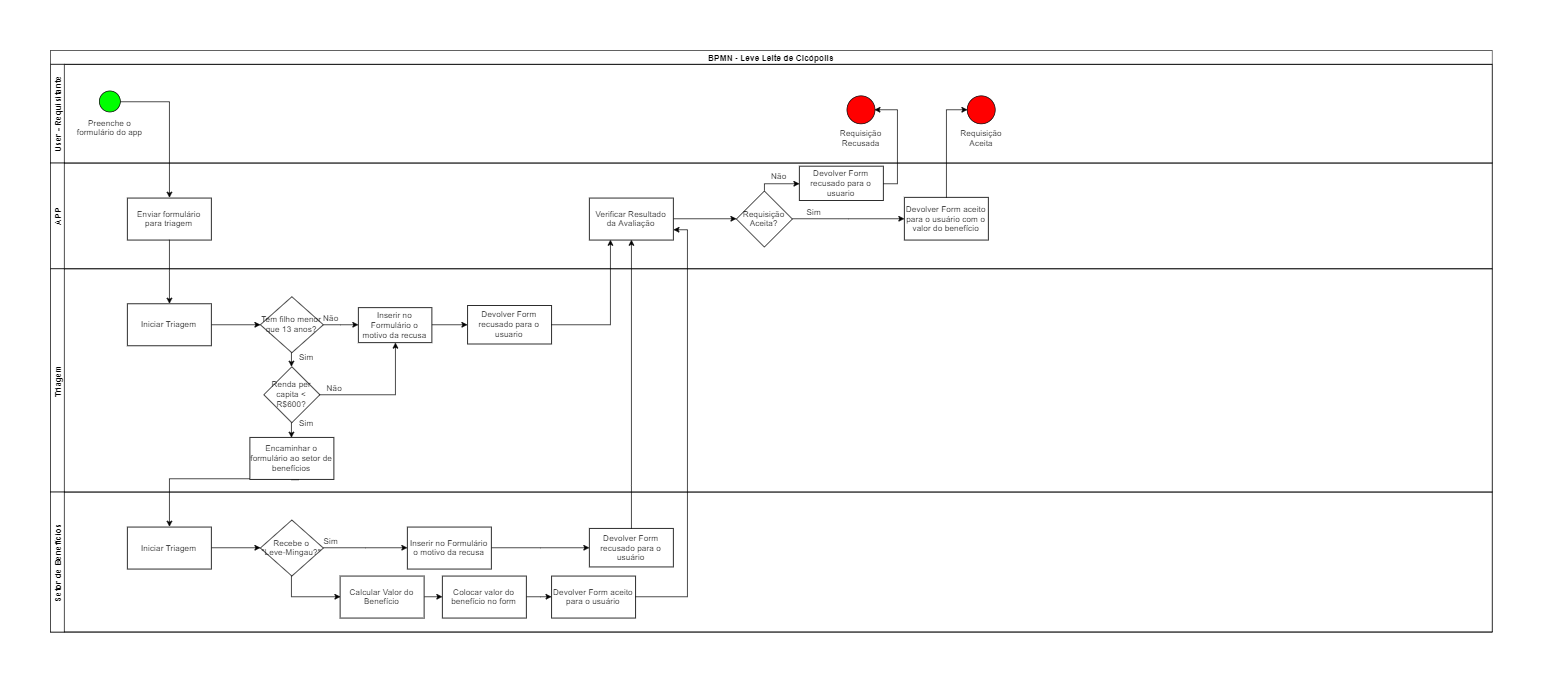 BPMN - Leve Leite de Cicópolis
User - Requisitante
Preenche o
formulário do app
Requisição
Recusada
Requisição
Aceita
APP
Enviar formulário
para triagem
Verificar Resultado
da Avaliação
Requisição
Aceita?
Não
Devolver Form
recusado para o
usuario
Sim
Devolver Form aceito
para o usuário com o
valor do benefício
Triagem
Iniciar Triagem
Tem filho menor
que 13 anos?
Não
Inserir no
Formulário o
motivo da recusa
Devolver Form
recusado para o
usuario
Sim
Renda per
capita <
R$600?
Não
Sim
Encaminhar o
formulário ao setor de
benefícios
Setor de Benefícios
Iniciar Triagem
Recebe o
"Leve-Mingau?"
Sim
Inserir no Formulário
o motivo da recusa
Devolver Form
recusado para o
usuário
Calcular Valor do
Benefício
Colocar valor do
benefício no form
Devolver Form aceito
para o usuário